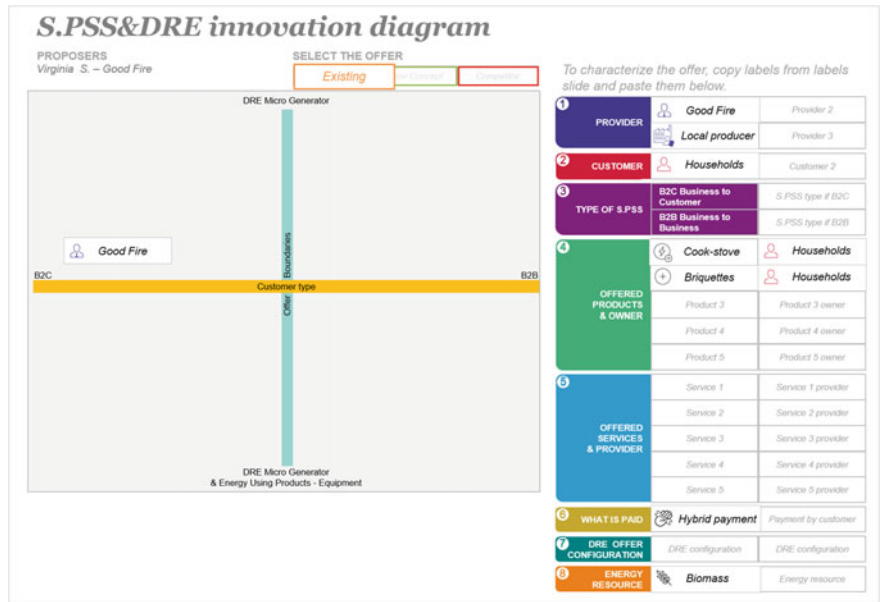 S.PSS&DRE innovation diagram
PROPOSERS
Virginia S. – Good Fire
SELECT THE OFFER
Existing
Concept
Competitor
To characterize the offer, copy labels from labels
slide and paste them below.
DRE Micro Generator
Good Fire
B2C
B2B
Customer type
Offer Boundaries
DRE Micro Generator
& Energy Using Products - Equipment
1 PROVIDER
Good Fire
Provider 2
Local producer
Provider 3
2 CUSTOMER
Households
Customer 2
3 TYPE OF S.PSS
B2C Business to
Customer
S.PSS type if B2C
B2B Business to
Business
S.PSS type if B2B
4 OFFERED
PRODUCTS
& OWNER
Cook-stove
Households
Briquettes
Households
Product 3
Product 3 owner
Product 4
Product 4 owner
Product 5
Product 5 owner
5 OFFERED
SERVICES
& PROVIDER
Service 1
Service 1 provider
Service 2
Service 2 provider
Service 3
Service 3 provider
Service 4
Service 4 provider
Service 5
Service 5 provider
6 WHAT IS PAID
Hybrid payment
Payment by customer
7 DRE OFFER
CONFIGURATION
DRE configuration
DRE configuration
8 ENERGY
RESOURCE
Biomass
Energy resource